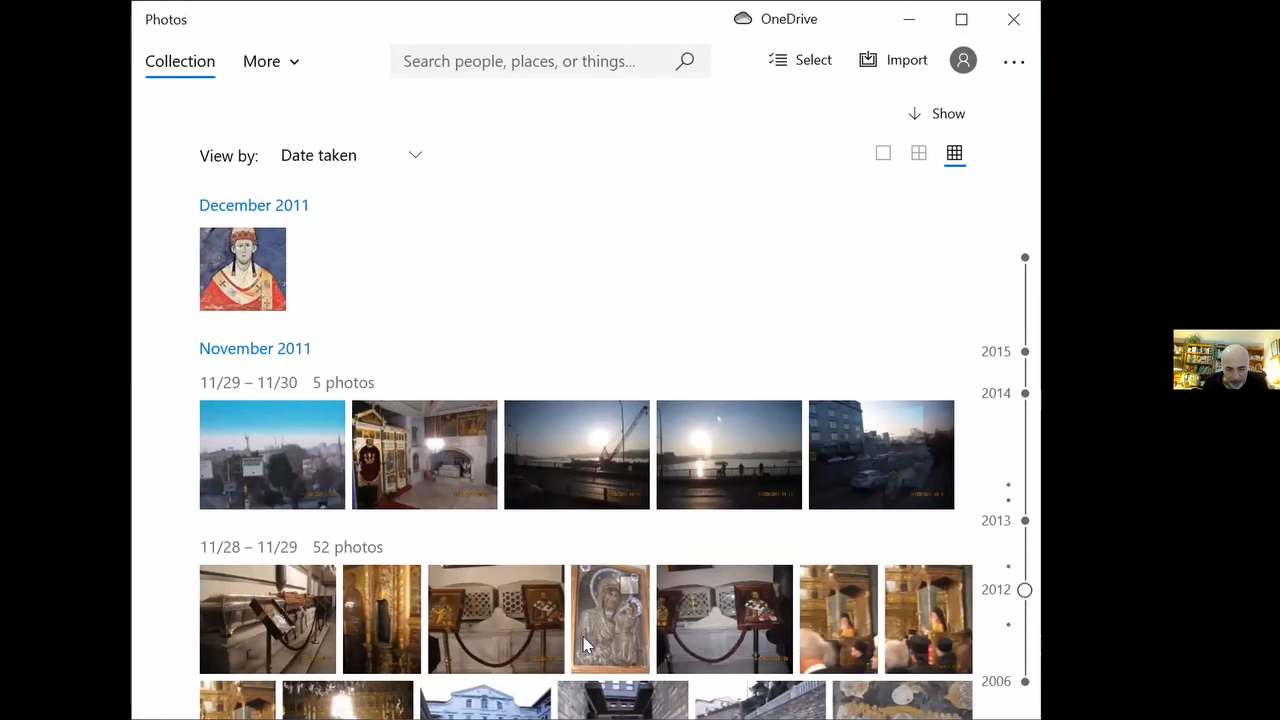 Photos
OneDrive
Collection
More
Search people, places, or things...
Select
Import
Show
View by:
Date taken
December 2011
November 2011
11/29 – 11/30 5 photos
2015
2014
2013
2012
2006
11/28 – 11/29 52 photos